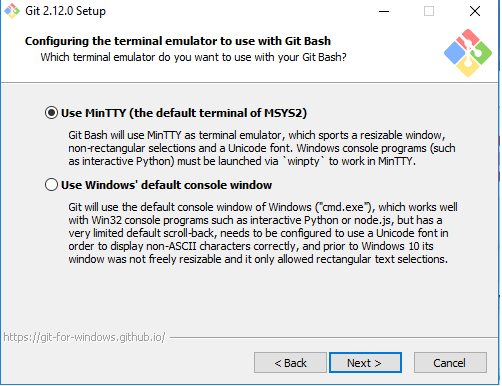 Git 2.12.0 Setup
Configuring the terminal emulator to use with Git Bash
Which terminal emulator do you want to use with your Git Bash?
Use MinTTY (the default terminal of MSYS2)
Git Bash will use MinTTY as terminal emulator, which sports a resizable window,
non-rectangular selections and a Unicode font. Windows console programs (such
as interactive Python) must be launched via `winpty` to work in MinTTY.
Use Windows' default console window
Git will use the default console window of Windows ("cmd.exe"), which works well
with Win32 console programs such as interactive Python or node.js, but has a
very limited default scroll-back, needs to be configured to use a Unicode font in
order to display non-ASCII characters correctly, and prior to Windows 10 its
window was not freely resizable and it only allowed rectangular text selections.
https://git-for-windows.github.io/
< Back
Next >
Cancel